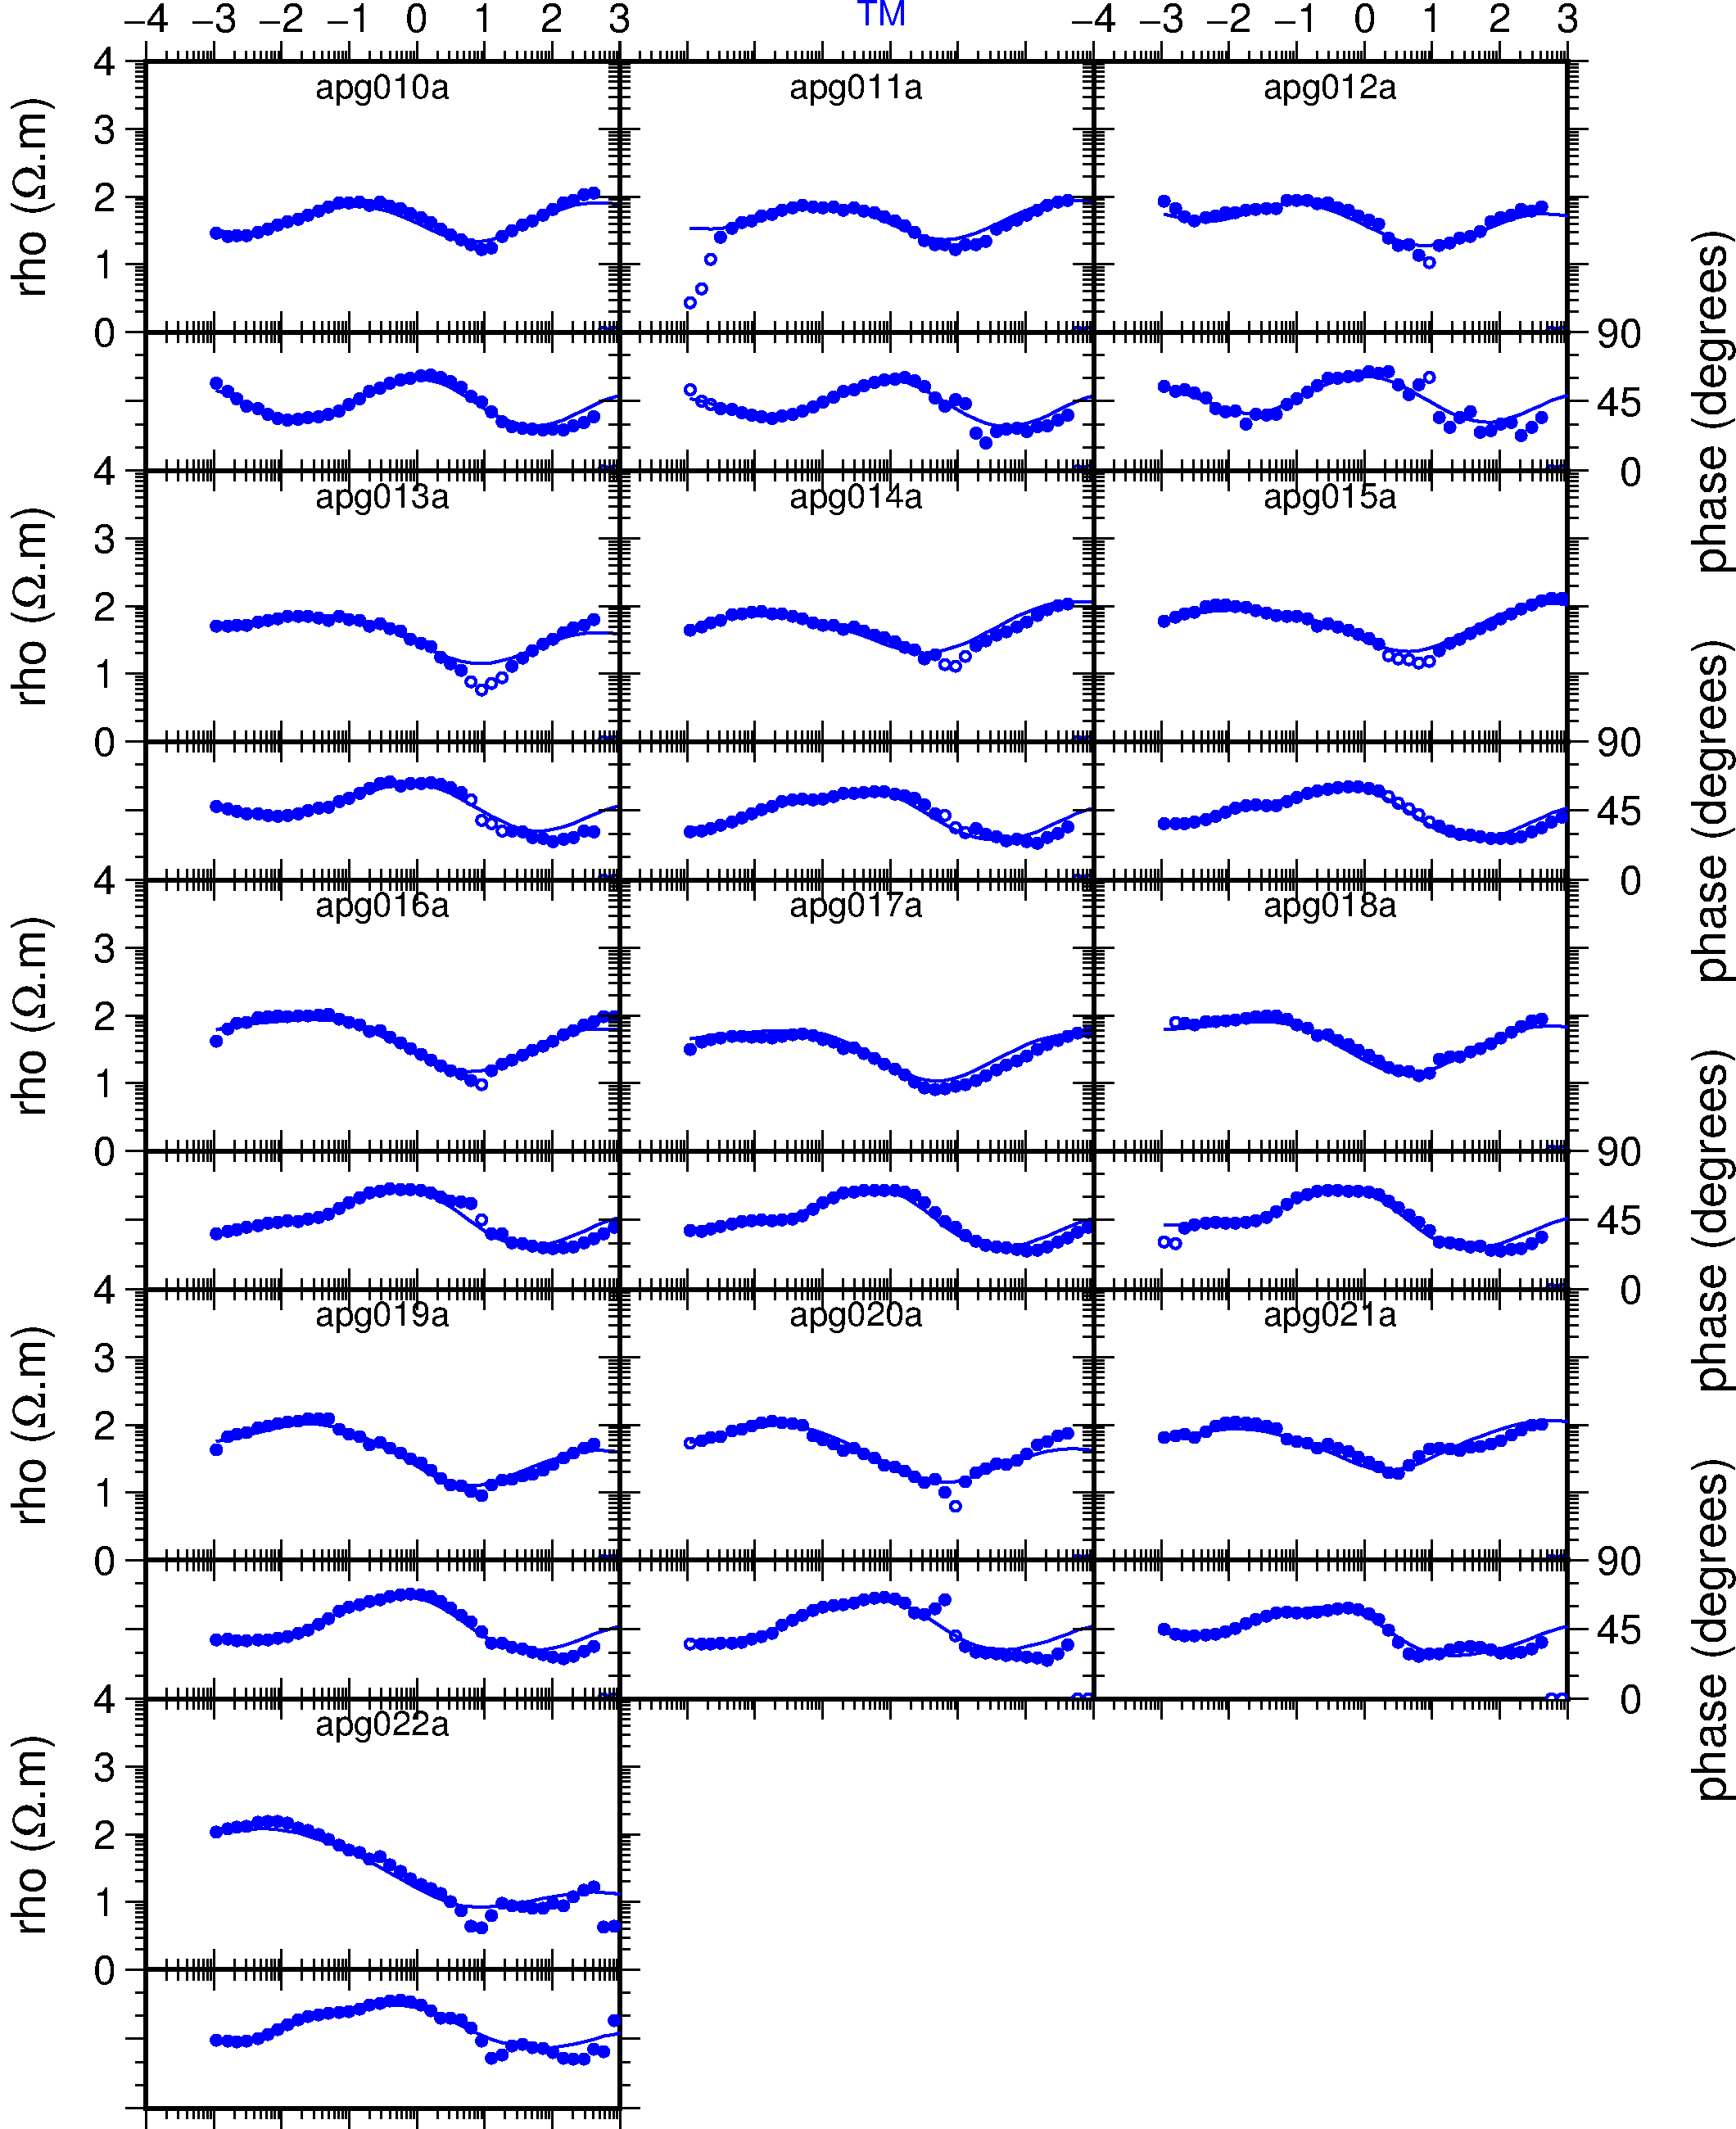 −4 −3 −2 −1 0 1 2 3 TM −4 −3 −2 −1 0 1 2 3
apg010a apg011a apg012a
rho (Ω.m) 4 3 2 1 0
90 45 0 phase (degrees)
apg013a apg014a apg015a
rho (Ω.m) 4 3 2 1 0
90 45 0 phase (degrees)
apg016a apg017a apg018a
rho (Ω.m) 4 3 2 1 0
90 45 0 phase (degrees)
apg019a apg020a apg021a
rho (Ω.m) 4 3 2 1 0
90 45 0 phase (degrees)
apg022a
rho (Ω.m) 4 3 2 1 0